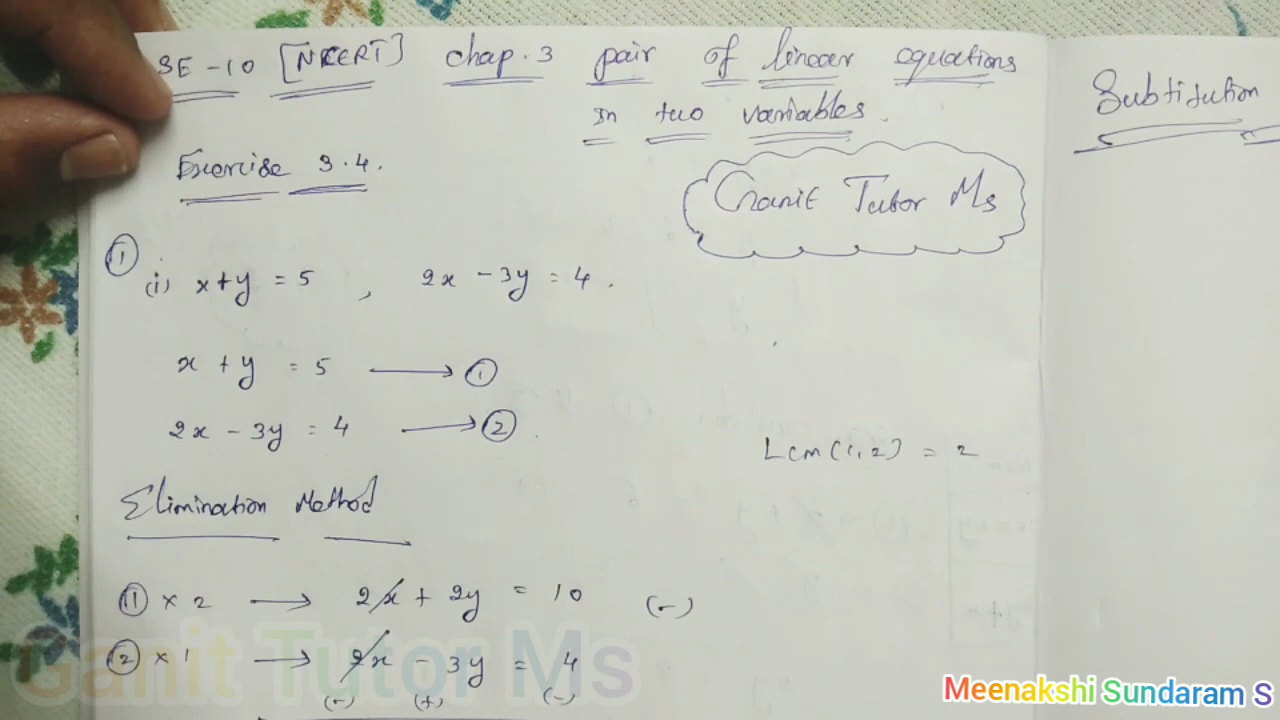 SE - 10 [NCERT] chap. 3 pair of linear equations
In two variables.
Subtitution
Exercise 3.4.
Ganit Tutor Ms
① (i) x + y = 5 , 2x - 3y = 4.
x + y = 5 ⟶ ①
2x - 3y = 4 ⟶ ②
Lcm (1, 2) = 2
Elimination Method
① × 2 ⟶ 2x + 2y = 10 (-)
② × 1 ⟶ 2x - 3y = 4
(-) (+) (-)
Ganit Tutor Ms
Meenakshi Sundaram S